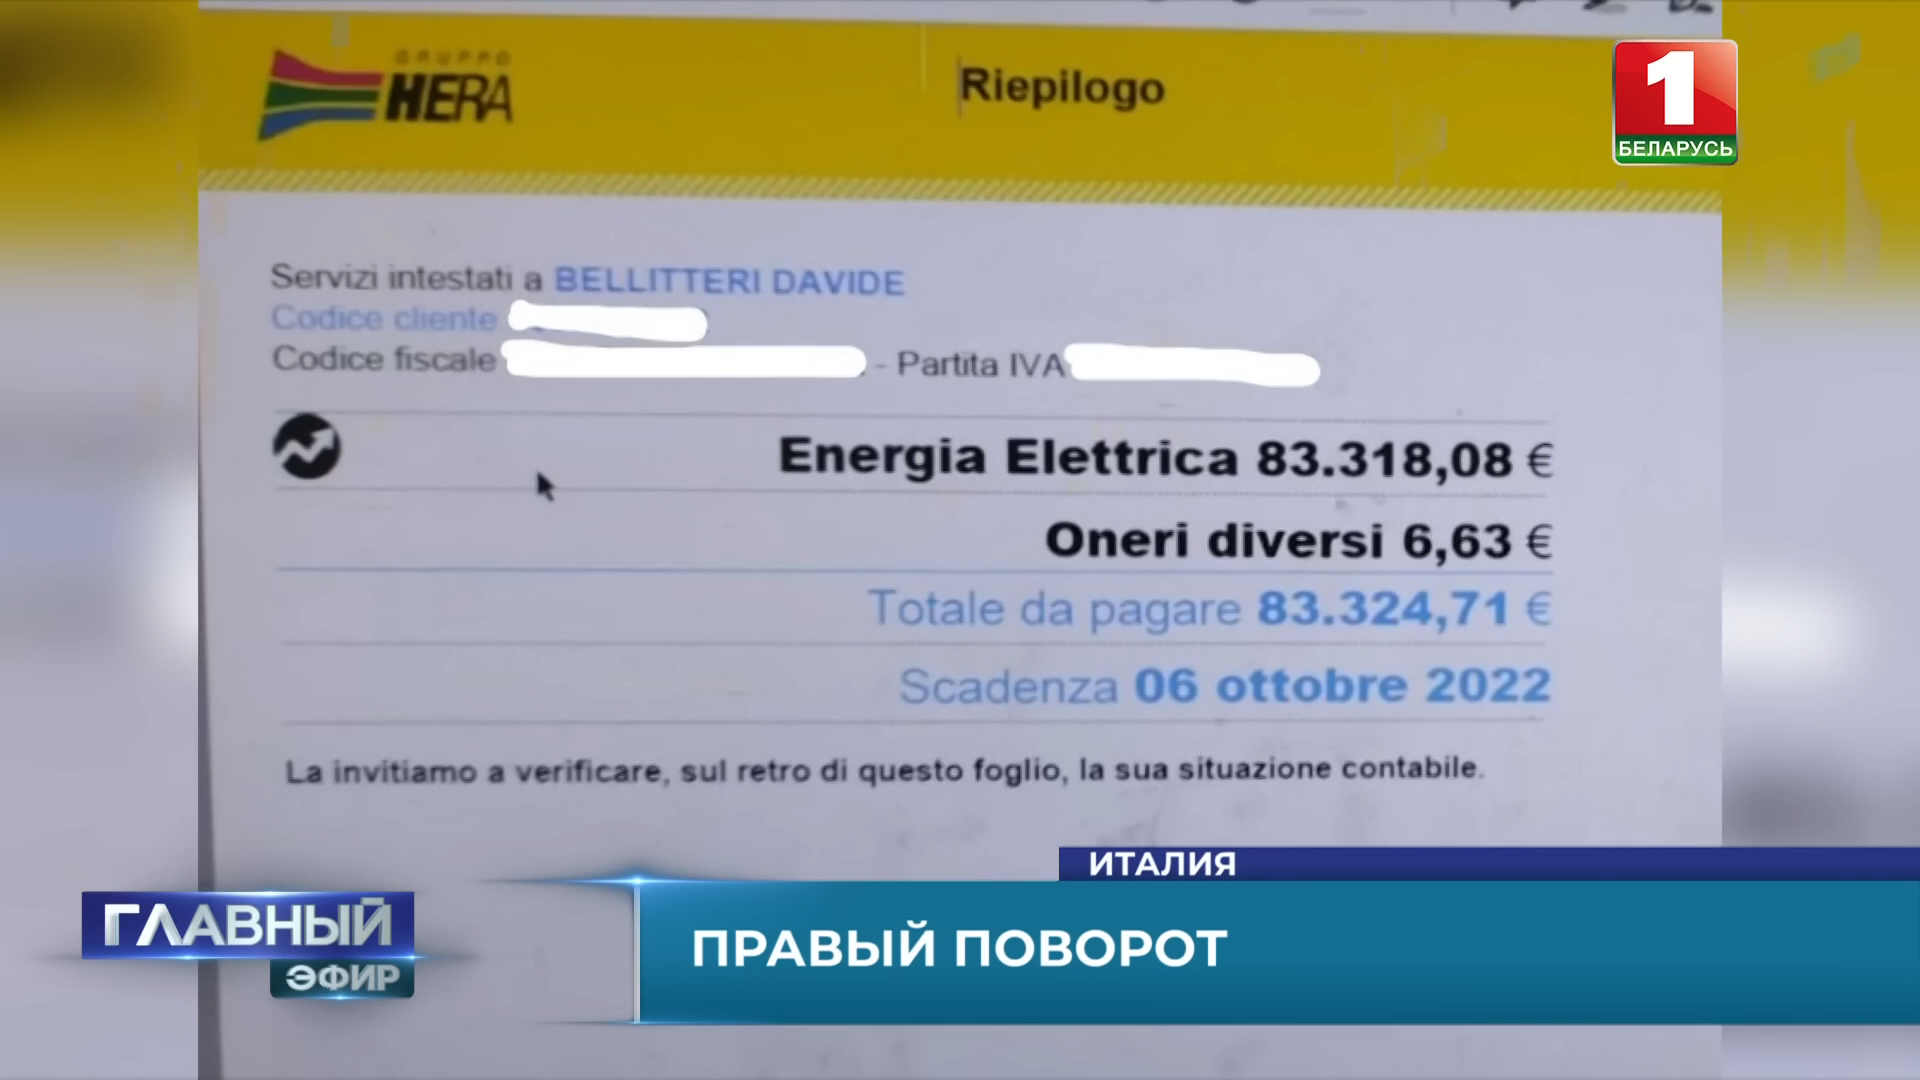 GRUPPO
HERA
Riepilogo
1
БЕЛАРУСЬ
Servizi intestati a BELLITTERI DAVIDE
Codice cliente
Codice fiscale - Partita IVA
Energia Elettrica 83.318,08 €
Oneri diversi 6,63 €
Totale da pagare 83.324,71 €
Scadenza 06 ottobre 2022
La invitiamo a verificare, sul retro di questo foglio, la sua situazione contabile.
ИТАЛИЯ
ГЛАВНЫЙ
ЭФИР
ПРАВЫЙ ПОВОРОТ